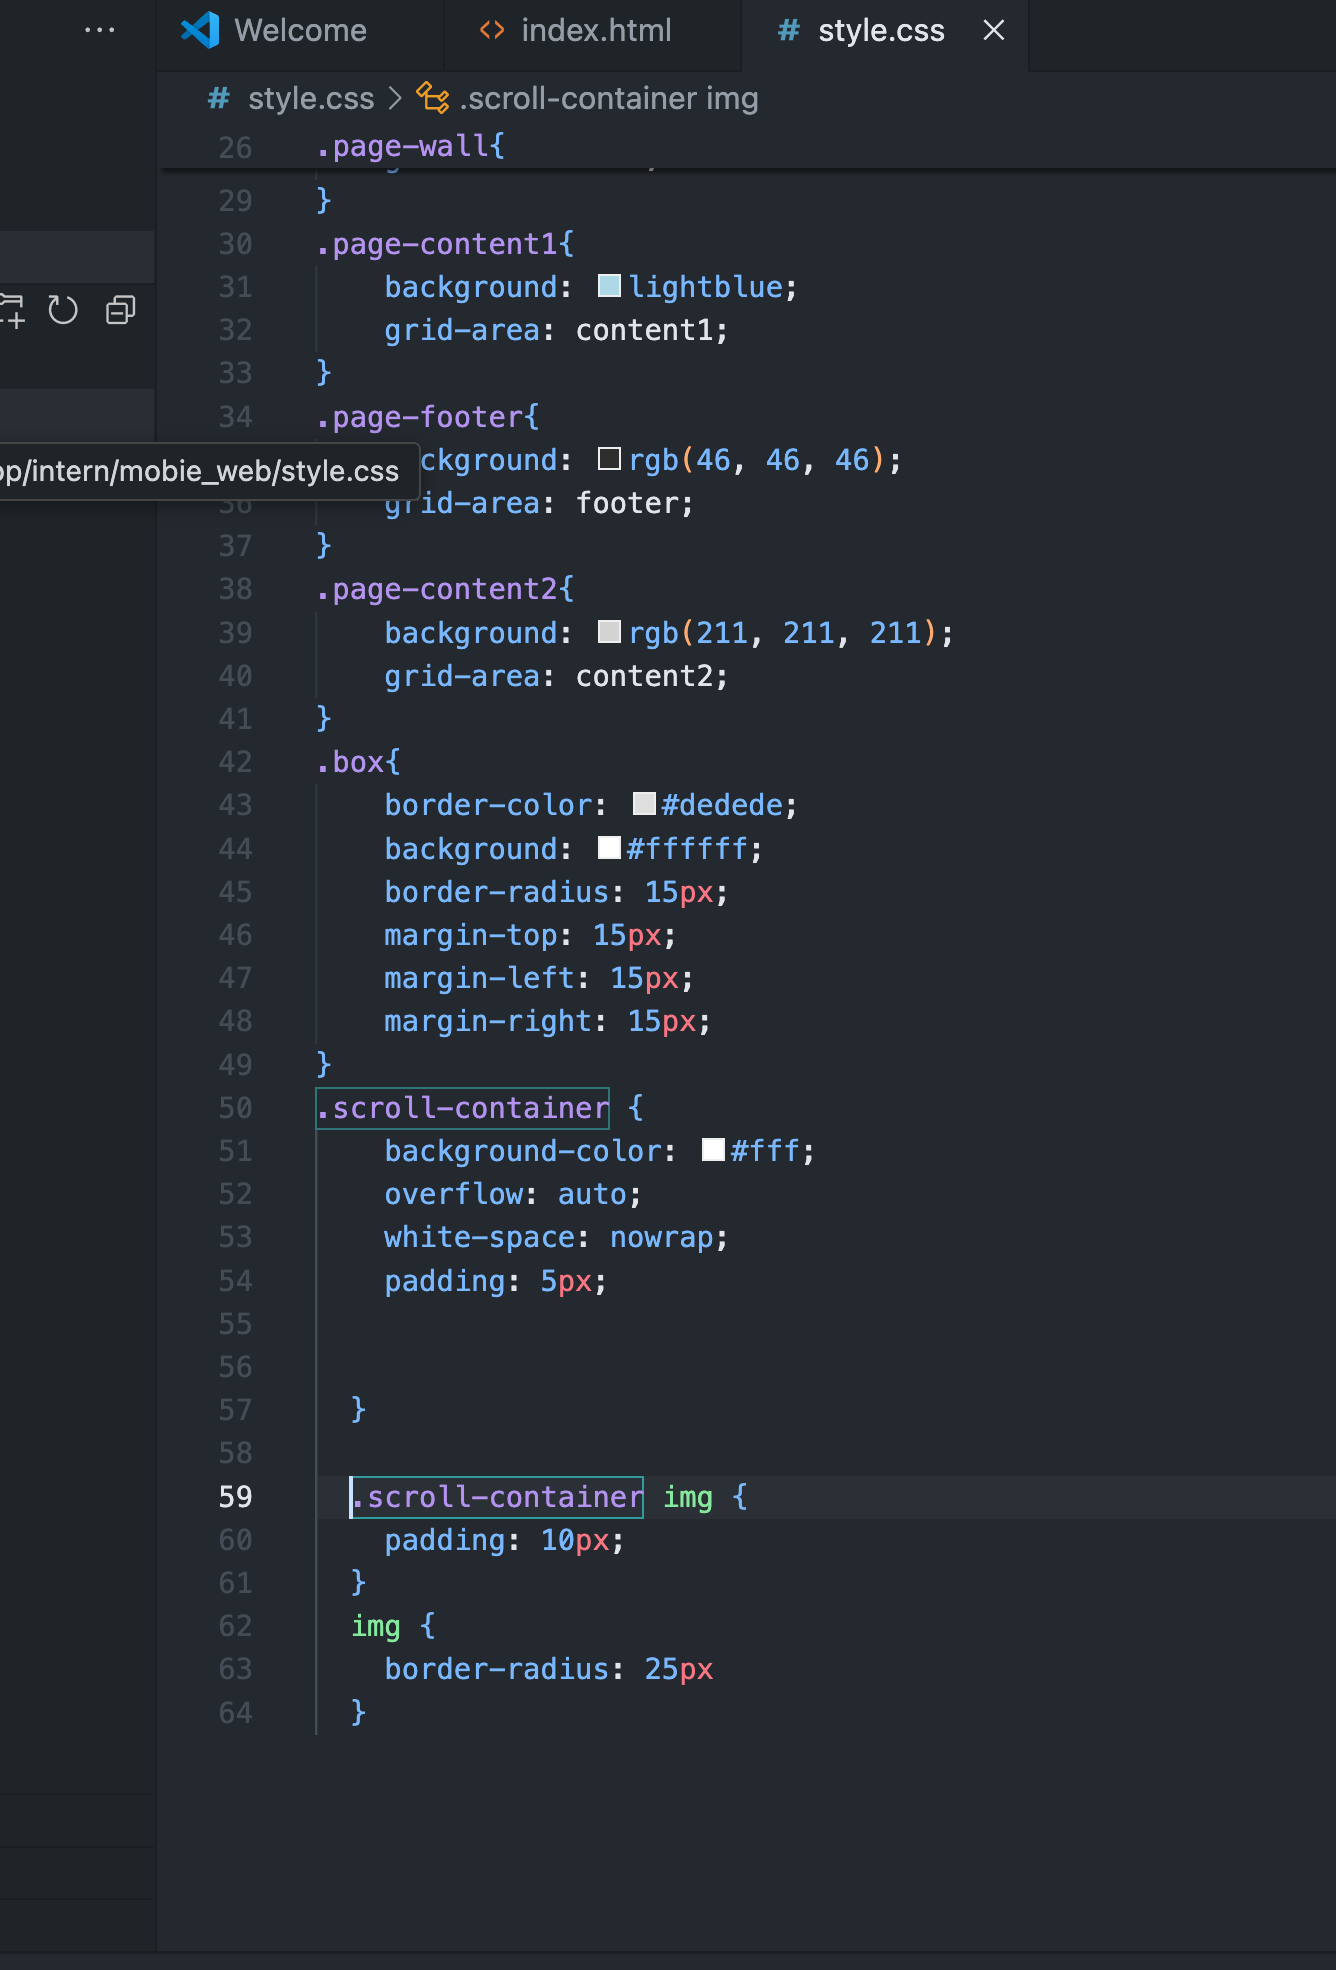 Welcome
index.html
# style.css
# style.css > .scroll-container img
26 .page-wall{
29 }
30 .page-content1{
31 background: lightblue;
32 grid-area: content1;
33 }
34 .page-footer{
ckground: rgb(46, 46, 46);
op/intern/mobie_web/style.css
36 grid-area: footer;
37 }
38 .page-content2{
39 background: rgb(211, 211, 211);
40 grid-area: content2;
41 }
42 .box{
43 border-color: #dedede;
44 background: #ffffff;
45 border-radius: 15px;
46 margin-top: 15px;
47 margin-left: 15px;
48 margin-right: 15px;
49 }
50 .scroll-container {
51 background-color: #fff;
52 overflow: auto;
53 white-space: nowrap;
54 padding: 5px;
55
56
57 }
58
59 .scroll-container img {
60 padding: 10px;
61 }
62 img {
63 border-radius: 25px
64 }